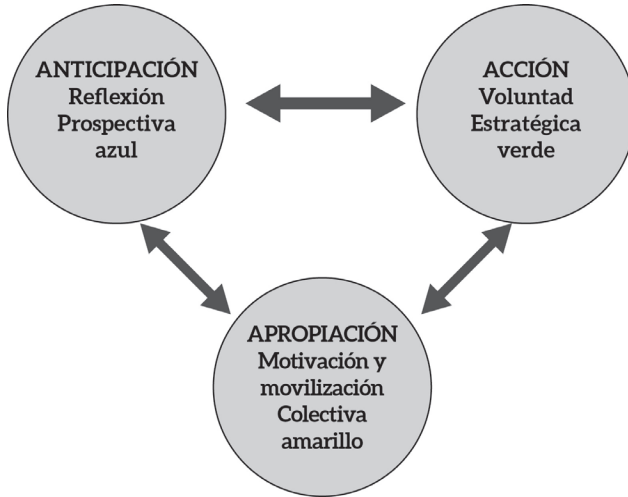 ANTICIPACIÓN
Reflexión
Prospectiva
azul
ACCIÓN
Voluntad
Estratégica
verde
APROPIACIÓN
Motivación y
movilización
Colectiva
amarillo